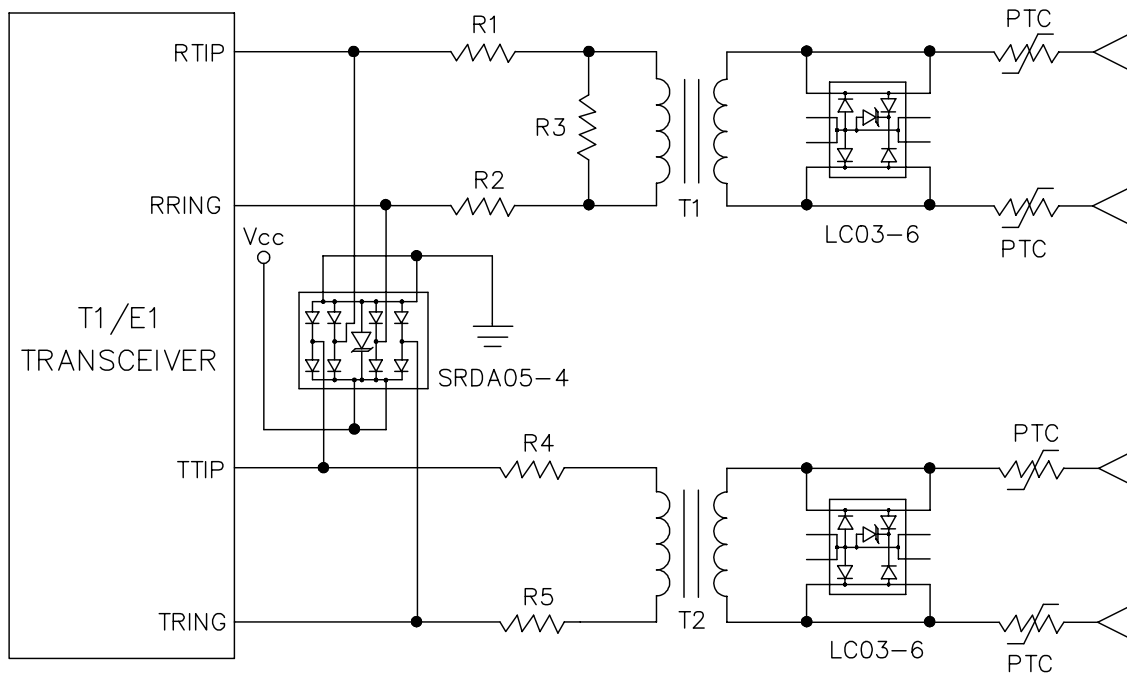 PTC
R1
RTIP
R3
R2
RRING
T1
Vcc
LC03-6
PTC
T1/E1
TRANSCEIVER
SRDA05-4
PTC
R4
TTIP
R5
TRING
T2
LC03-6
PTC